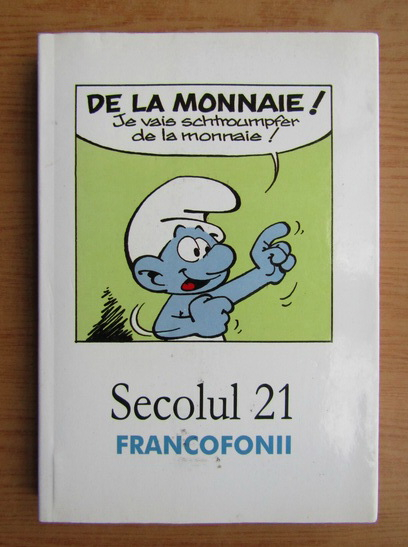 DE LA MONNAIE!
Je vais schtroumpfer
de la monnaie!
Secolul 21
FRANCOFONII